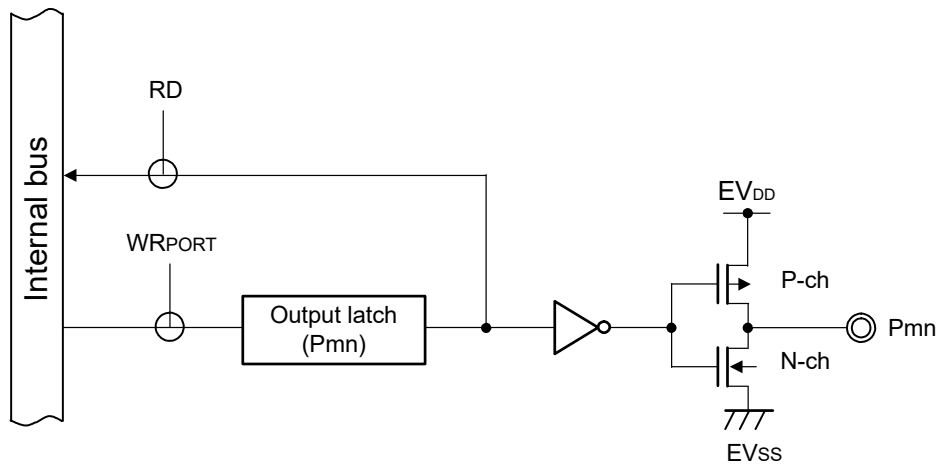 Internal bus
RD
WRPORT
Output latch
(Pmn)
EVDD
P-ch
Pmn
N-ch
EVSS